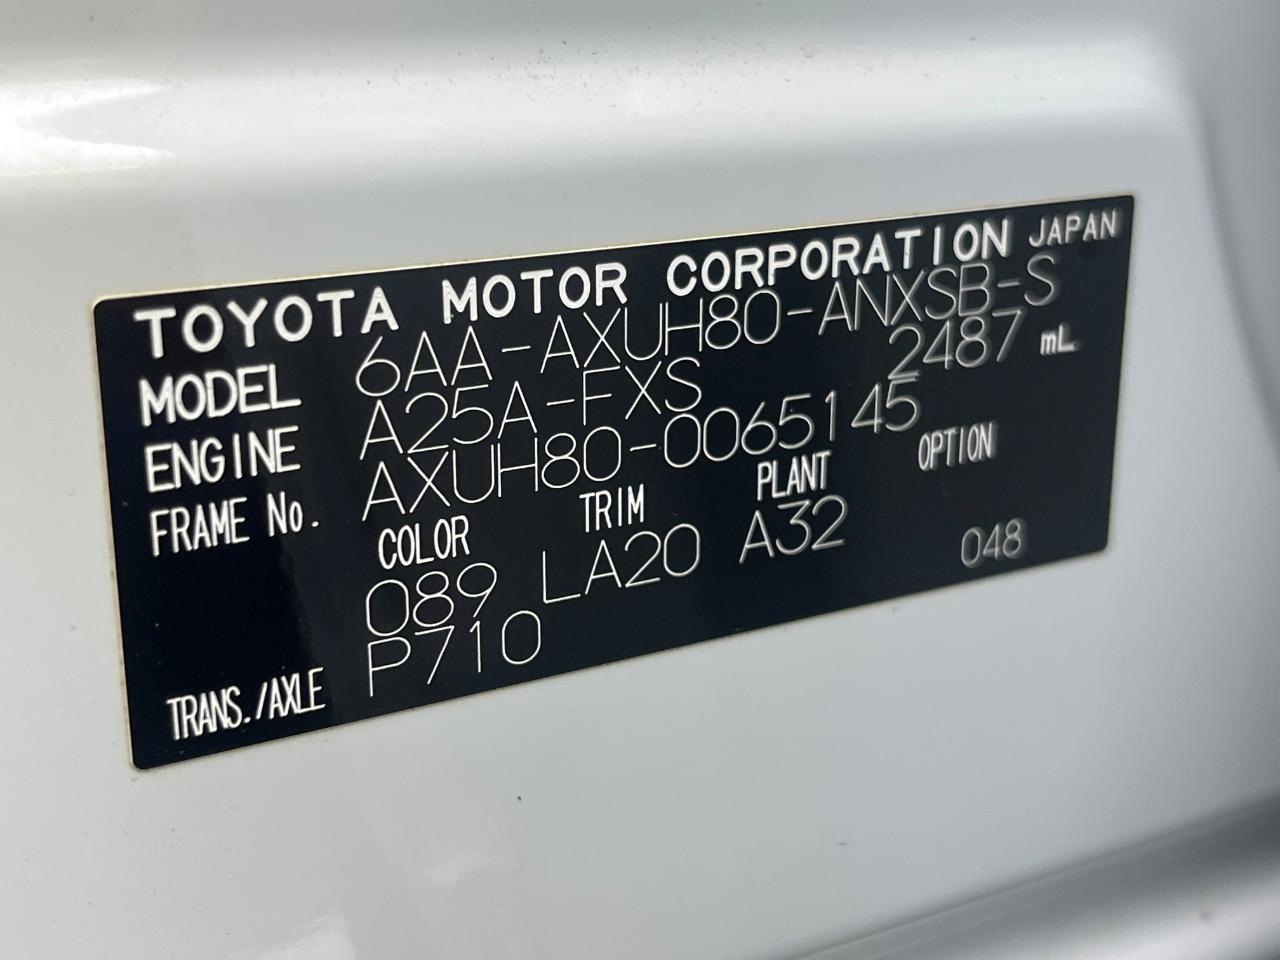 TOYOTA MOTOR CORPORATION JAPAN
MODEL 6AA-AXUH80-ANXSB-S
ENGINE A25A-FXS 2487 mL
FRAME No. AXUH80-0065145
COLOR TRIM PLANT OPTION
089 LA20 A32 048
TRANS./AXLE P710